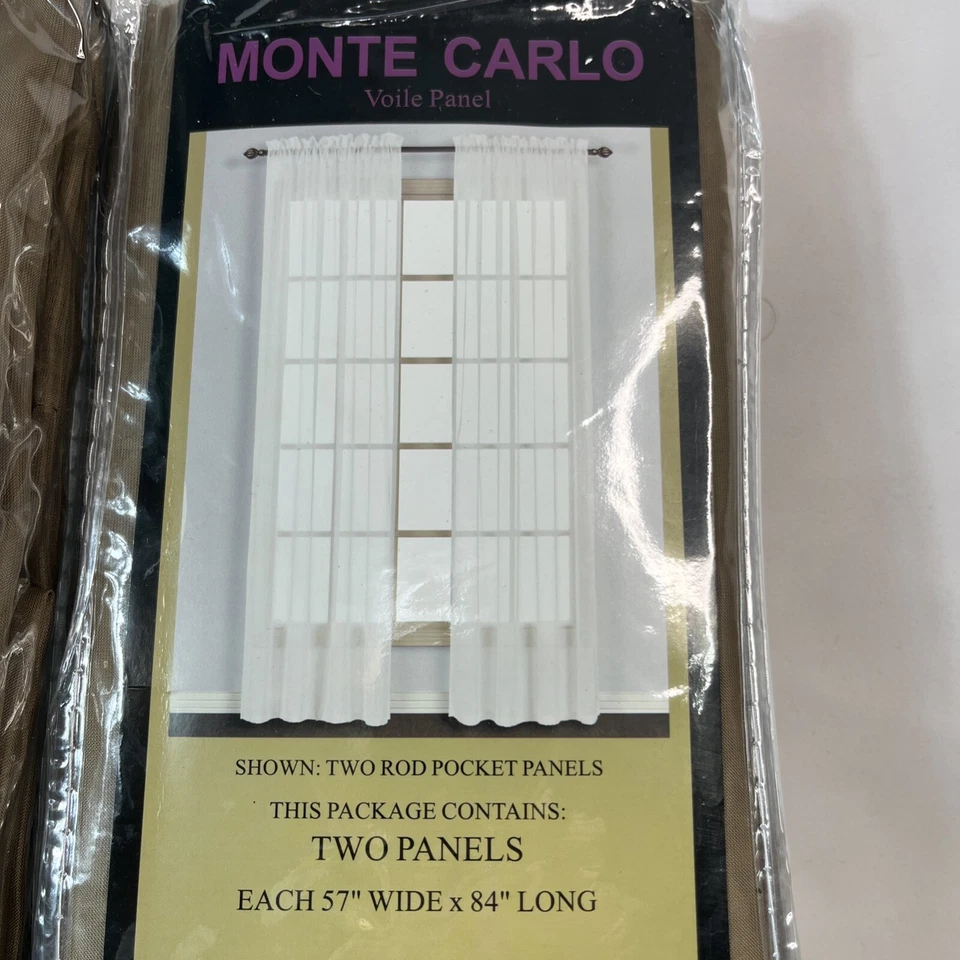 MONTE CARLO
Voile Panel
SHOWN: TWO ROD POCKET PANELS
THIS PACKAGE CONTAINS:
TWO PANELS
EACH 57" WIDE x 84" LONG